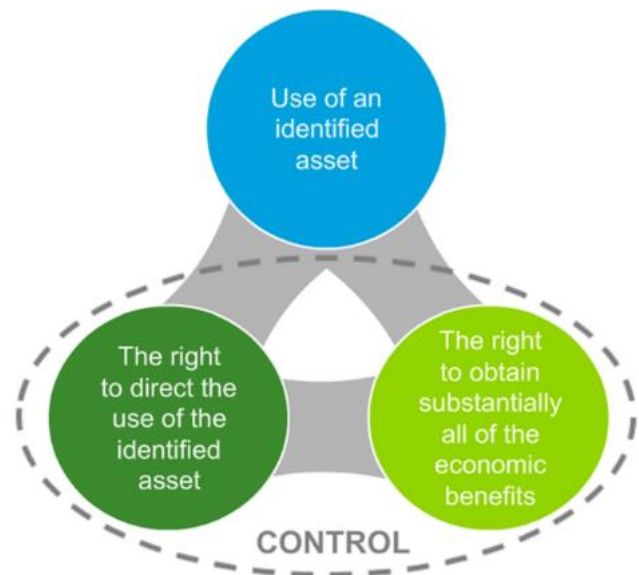 Use of an
identified
asset
The right
to direct the
use of the
identified
asset
The right
to obtain
substantially
all of the
economic
benefits
CONTROL